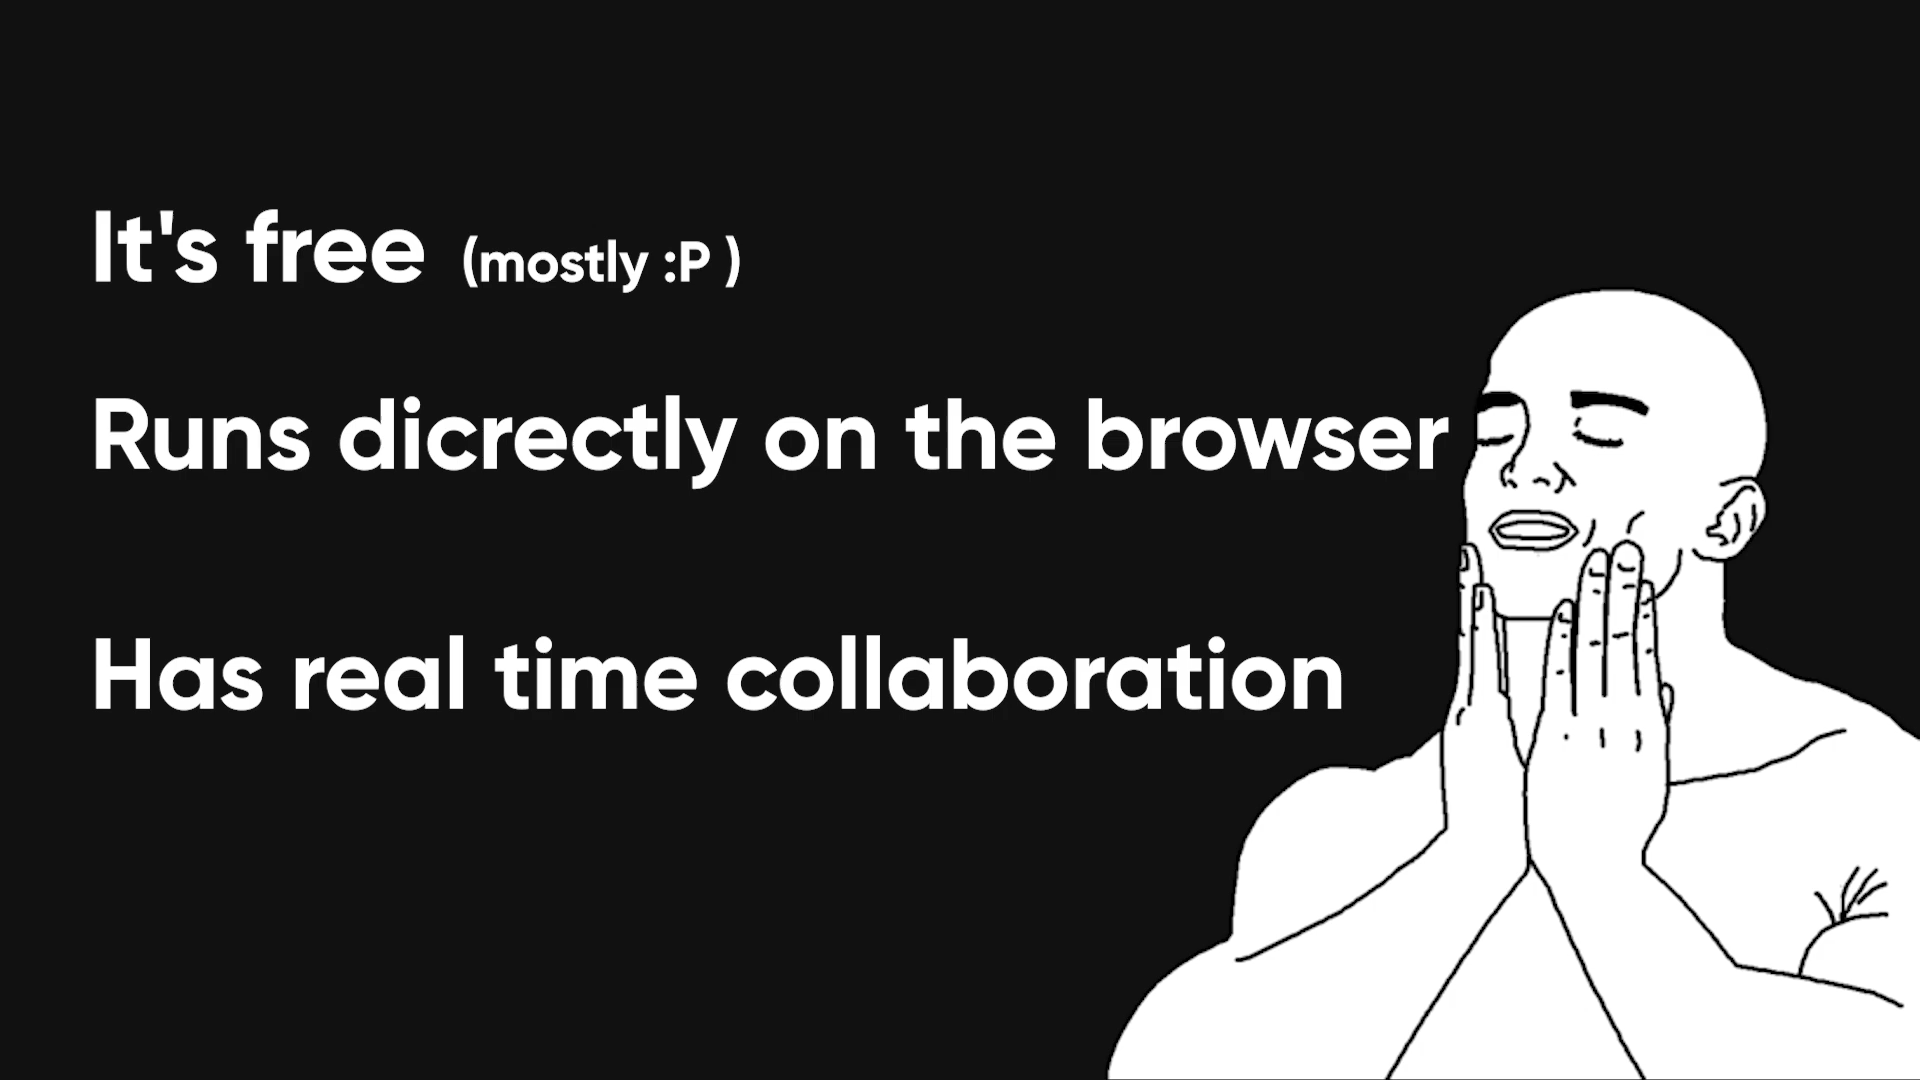 It's free (mostly :P )
Runs dicrectly on the browser
Has real time collaboration